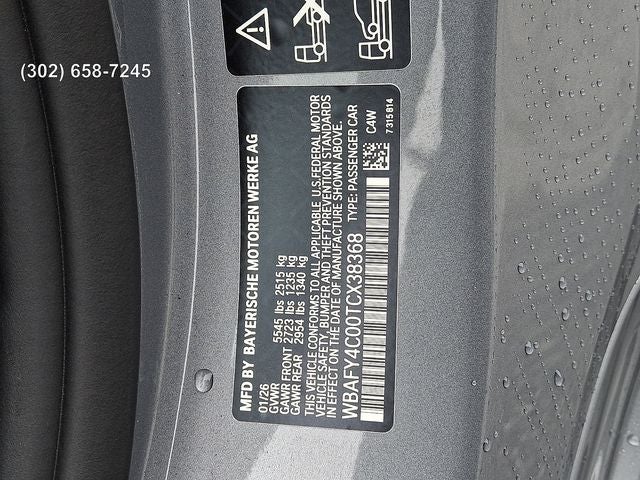 (302) 658-7245
MFD BY BAYERISCHE MOTOREN WERKE AG
01/26
GVWR 5545 lbs 2515 kg
GAWR FRONT 2723 lbs 1235 kg
GAWR REAR 2954 lbs 1340 kg
THIS VEHICLE CONFORMS TO ALL APPLICABLE U.S.FEDERAL MOTOR
VEHICLE SAFETY, BUMPER AND THEFT PREVENTION STANDARDS
IN EFFECT ON THE DATE OF MANUFACTURE SHOWN ABOVE.
WBAFY4C00TCX38368 TYPE: PASSENGER CAR
C4W
7 315 814